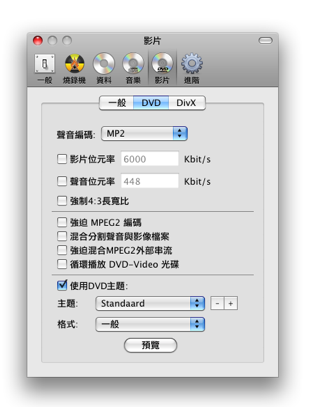 影片
一般 燒錄機 資料 音樂 影片 進階
一般 DVD DivX
聲音編碼: MP2
影片位元率 6000 Kbit/s
聲音位元率 448 Kbit/s
強制4:3長寬比
強迫 MPEG2 編碼
混合分割聲音與影像檔案
強迫混合MPEG2外部串流
循環播放 DVD-Video 光碟
使用DVD主題:
主題: Standaard - +
格式: 一般
預覽